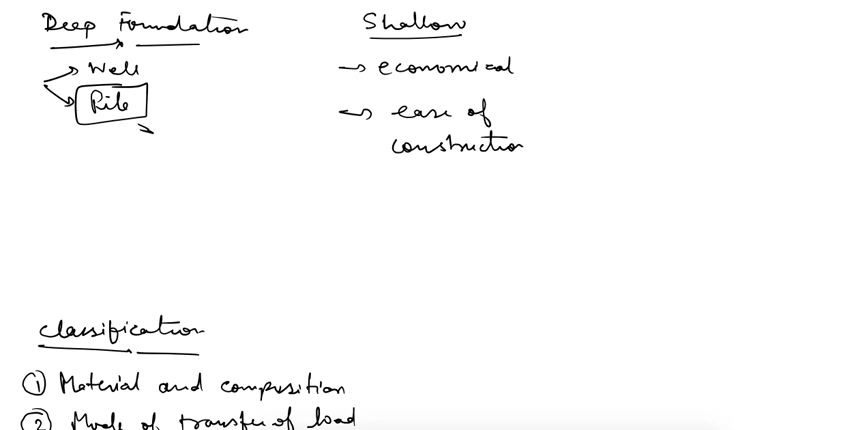 Deep Foundation
→ Well
→ Pile
Shallow
→ economical
→ ease of
construction
Classification
① Material and composition
② Mode of transfer of load